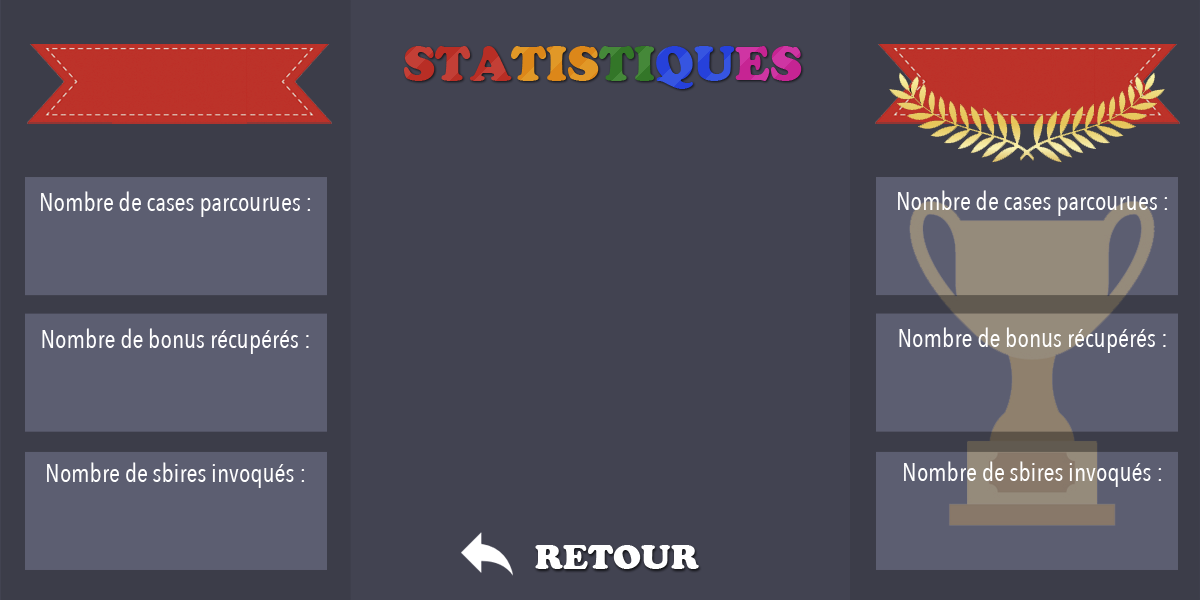 STATISTIQUES
Nombre de cases parcourues :
Nombre de bonus récupérés :
Nombre de sbires invoqués :
Nombre de cases parcourues :
Nombre de bonus récupérés :
Nombre de sbires invoqués :
RETOUR